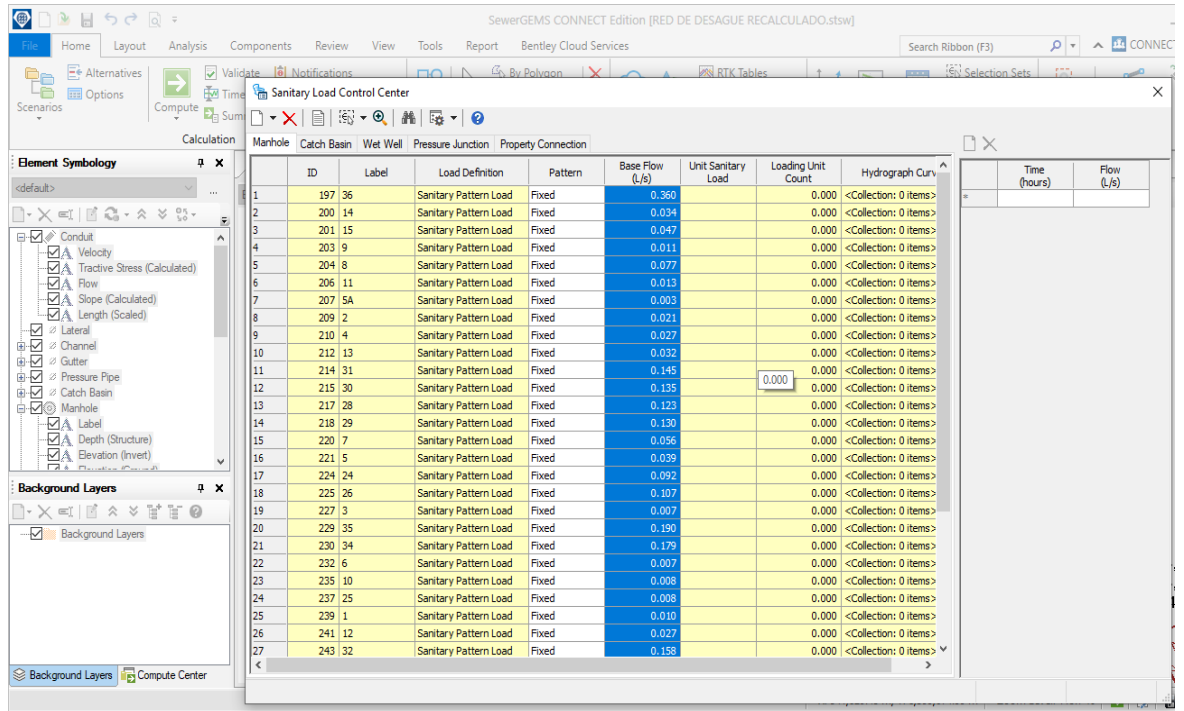 SewerGEMS CONNECT Edition [RED DE DESAGUE RECALCULADO.stsw]
File Home Layout Analysis Components Review View Tools Report Bentley Cloud Services Search Ribbon (F3) CONNEC
Alternatives Validate Notifications By Polygon RTK Tables Selection Sets
Options Time
Scenarios Compute Sum
Calculation
Sanitary Load Control Center
Manhole Catch Basin Wet Well Pressure Junction Property Connection
ID Label Load Definition Pattern Base Flow (L/s) Unit Sanitary Load Loading Unit Count Hydrograph Curv
1 197 36 Sanitary Pattern Load Fixed 0.360 0.000 <Collection: 0 items>
2 200 14 Sanitary Pattern Load Fixed 0.034 0.000 <Collection: 0 items>
3 201 15 Sanitary Pattern Load Fixed 0.047 0.000 <Collection: 0 items>
4 203 9 Sanitary Pattern Load Fixed 0.011 0.000 <Collection: 0 items>
5 204 8 Sanitary Pattern Load Fixed 0.077 0.000 <Collection: 0 items>
6 206 11 Sanitary Pattern Load Fixed 0.013 0.000 <Collection: 0 items>
7 207 5A Sanitary Pattern Load Fixed 0.003 0.000 <Collection: 0 items>
8 209 2 Sanitary Pattern Load Fixed 0.021 0.000 <Collection: 0 items>
9 210 4 Sanitary Pattern Load Fixed 0.027 0.000 <Collection: 0 items>
10 212 13 Sanitary Pattern Load Fixed 0.032 0.000 <Collection: 0 items>
11 214 31 Sanitary Pattern Load Fixed 0.145 0.000 <Collection: 0 items>
0.000
12 215 30 Sanitary Pattern Load Fixed 0.135 0.000 <Collection: 0 items>
13 217 28 Sanitary Pattern Load Fixed 0.123 0.000 <Collection: 0 items>
14 218 29 Sanitary Pattern Load Fixed 0.130 0.000 <Collection: 0 items>
15 220 7 Sanitary Pattern Load Fixed 0.056 0.000 <Collection: 0 items>
16 221 5 Sanitary Pattern Load Fixed 0.039 0.000 <Collection: 0 items>
17 224 24 Sanitary Pattern Load Fixed 0.092 0.000 <Collection: 0 items>
18 225 26 Sanitary Pattern Load Fixed 0.107 0.000 <Collection: 0 items>
19 227 3 Sanitary Pattern Load Fixed 0.007 0.000 <Collection: 0 items>
20 229 35 Sanitary Pattern Load Fixed 0.190 0.000 <Collection: 0 items>
21 230 34 Sanitary Pattern Load Fixed 0.179 0.000 <Collection: 0 items>
22 232 6 Sanitary Pattern Load Fixed 0.007 0.000 <Collection: 0 items>
23 235 10 Sanitary Pattern Load Fixed 0.008 0.000 <Collection: 0 items>
24 237 25 Sanitary Pattern Load Fixed 0.008 0.000 <Collection: 0 items>
25 239 1 Sanitary Pattern Load Fixed 0.010 0.000 <Collection: 0 items>
26 241 12 Sanitary Pattern Load Fixed 0.027 0.000 <Collection: 0 items>
27 243 32 Sanitary Pattern Load Fixed 0.158 0.000 <Collection: 0 items>
Time (hours) Flow (L/s)
*
Element Symbology
<default> ...
Conduit
Velocity
Tractive Stress (Calculated)
Flow
Slope (Calculated)
Length (Scaled)
Lateral
Channel
Gutter
Pressure Pipe
Catch Basin
Manhole
Label
Depth (Structure)
Elevation (Invert)
Background Layers
Background Layers
Background Layers Compute Center